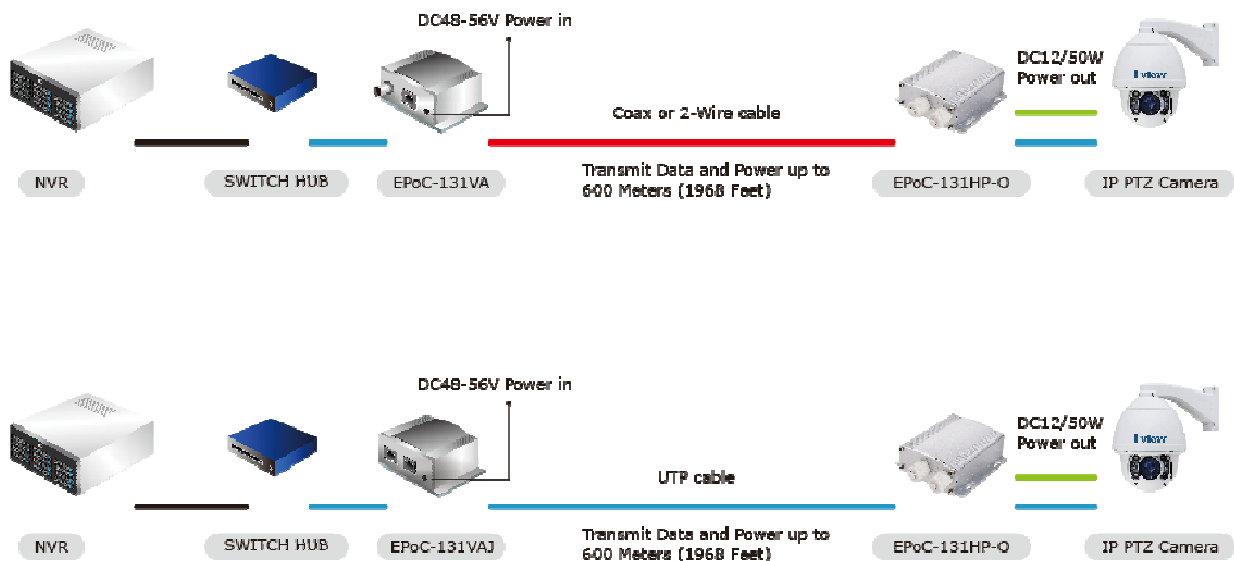 DC48-56V Power in
DC12/50W
Power out
i view
Coax or 2-Wire cable
NVR
SWITCH HUB
EPoC-131VA
Transmit Data and Power up to
600 Meters (1968 Feet)
EPoC-131HP-O
IP PTZ Camera
DC48-56V Power in
DC12/50W
Power out
i view
UTP cable
NVR
SWITCH HUB
EPoC-131VAJ
Transmit Data and Power up to
600 Meters (1968 Feet)
EPoC-131HP-O
IP PTZ Camera